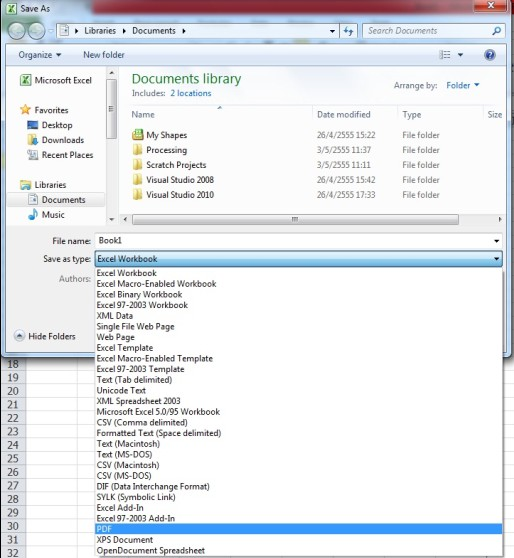 Save As
Libraries ▸ Documents ▸
Search Documents
Organize ▾ New folder
Microsoft Excel
Favorites
Desktop
Downloads
Recent Places
Libraries
Documents
Music
Documents library
Includes: 2 locations
Arrange by: Folder ▾
Name Date modified Type Size
My Shapes 26/4/2555 15:22 File folder
Processing 3/5/2555 11:37 File folder
Scratch Projects 3/5/2555 11:11 File folder
Visual Studio 2008 26/4/2555 15:42 File folder
Visual Studio 2010 26/4/2555 17:33 File folder
File name: Book1
Save as type: Excel Workbook
Authors:
Excel Workbook
Excel Macro-Enabled Workbook
Excel Binary Workbook
Excel 97-2003 Workbook
XML Data
Single File Web Page
Web Page
Excel Template
Excel Macro-Enabled Template
Excel 97-2003 Template
Text (Tab delimited)
Unicode Text
XML Spreadsheet 2003
Microsoft Excel 5.0/95 Workbook
CSV (Comma delimited)
Formatted Text (Space delimited)
Text (Macintosh)
Text (MS-DOS)
CSV (Macintosh)
CSV (MS-DOS)
DIF (Data Interchange Format)
SYLK (Symbolic Link)
Excel Add-In
Excel 97-2003 Add-In
PDF
XPS Document
OpenDocument Spreadsheet
Hide Folders
18
19
20
21
22
23
24
25
26
27
28
29
30
31
32